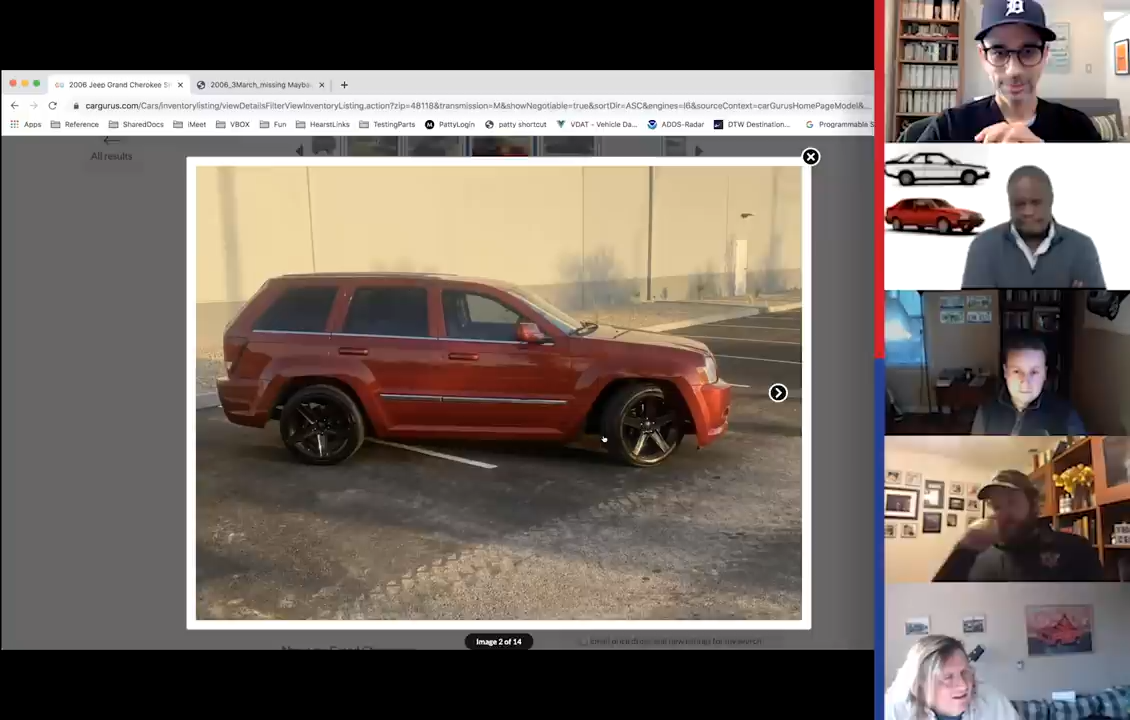 2006 Jeep Grand Cherokee S
2006_3March_missing Maybo
cargurus.com/Cars/inventorylisting/viewDetailsFilterViewInventoryListing.action?zip=48118&transmission=M&showNegotiable=true&sortDir=ASC&engines=I6&sourceContext=carGurusHomePageModel&...
Apps Reference SharedDocs iMeet VBOX Fun HearstLinks TestingParts PattyLogin patty shortcut VDAT - Vehicle Da... ADOS-Radar DTW Destination... Programmable S
All results
Image 2 of 14